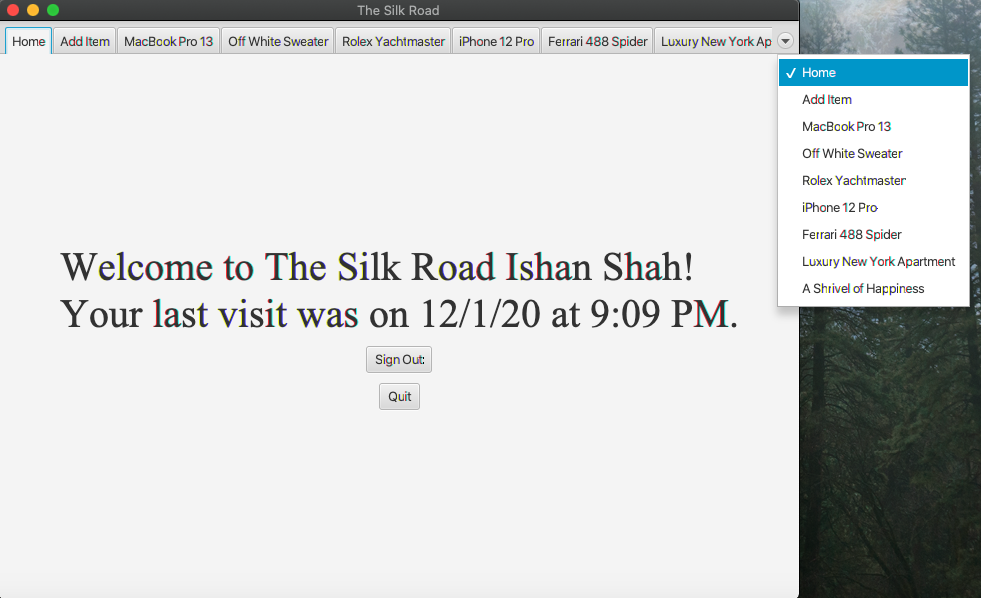 The Silk Road
Home Add Item MacBook Pro 13 Off White Sweater Rolex Yachtmaster iPhone 12 Pro Ferrari 488 Spider Luxury New York Ap
Home
Add Item
MacBook Pro 13
Off White Sweater
Rolex Yachtmaster
iPhone 12 Pro
Ferrari 488 Spider
Luxury New York Apartment
A Shrivel of Happiness
Welcome to The Silk Road Ishan Shah!
Your last visit was on 12/1/20 at 9:09 PM.
Sign Out:
Quit